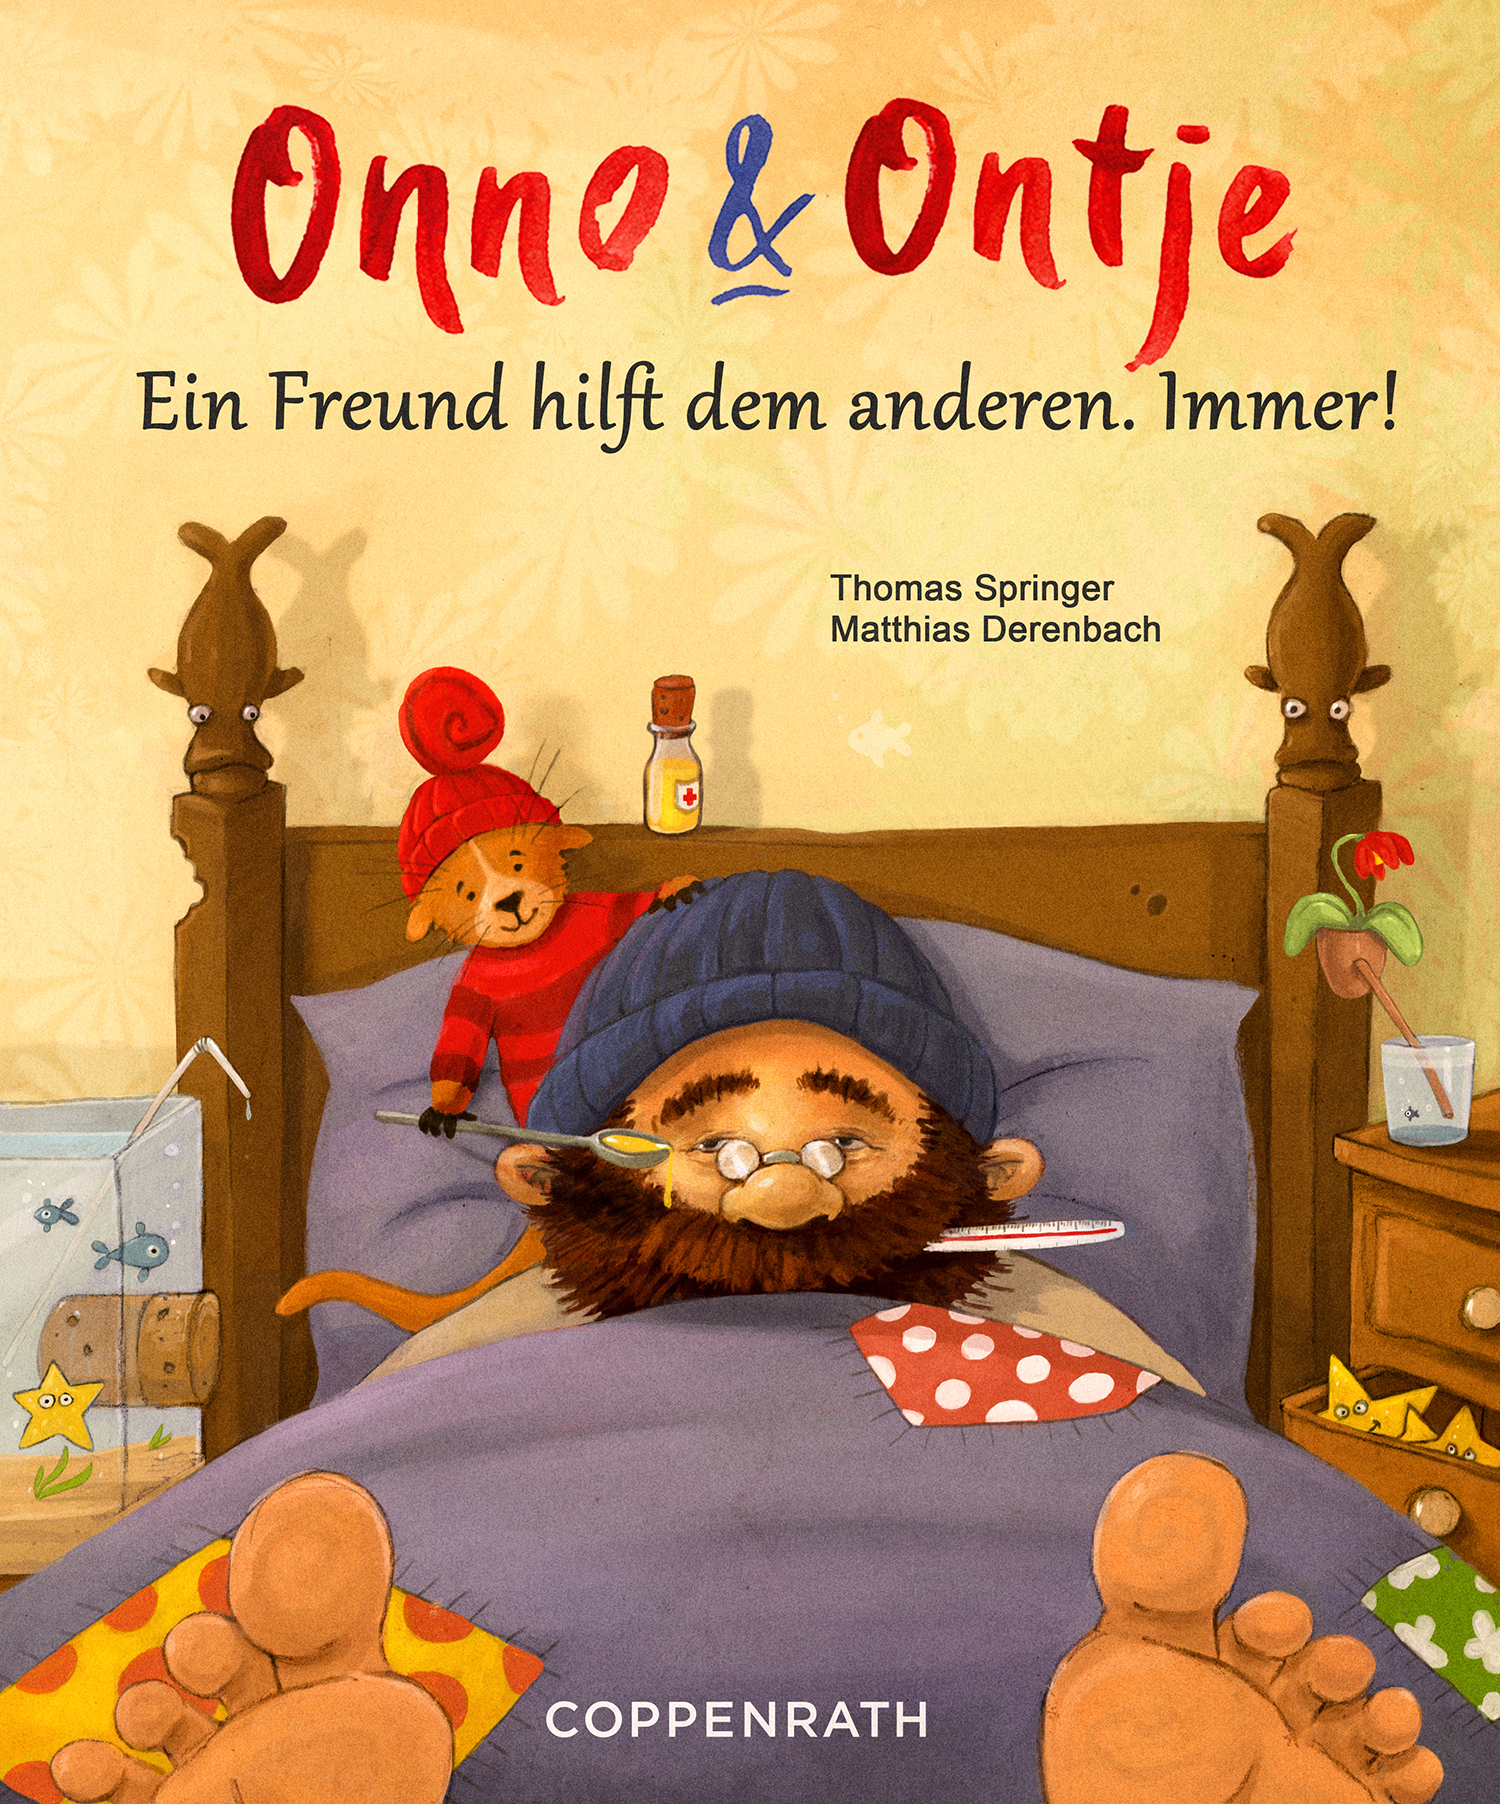 Onno & Ontje
Ein Freund hilft dem anderen. Immer!
Thomas Springer
Matthias Derenbach
COPPENRATH